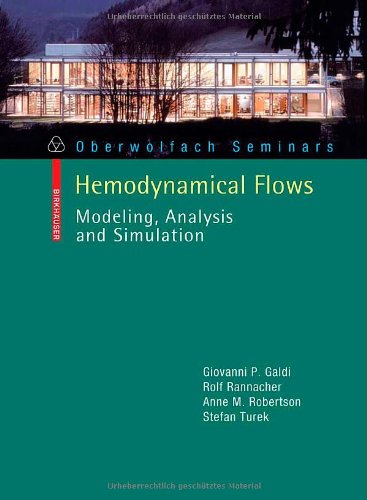 Urheberrechtlich geschütztes Material
Oberwolfach Seminars
BIRKHÄUSER
Hemodynamical Flows
Modeling, Analysis
and Simulation
Giovanni P. Galdi
Rolf Rannacher
Anne M. Robertson
Stefan Turek
Urheberrechtlich geschütztes Material